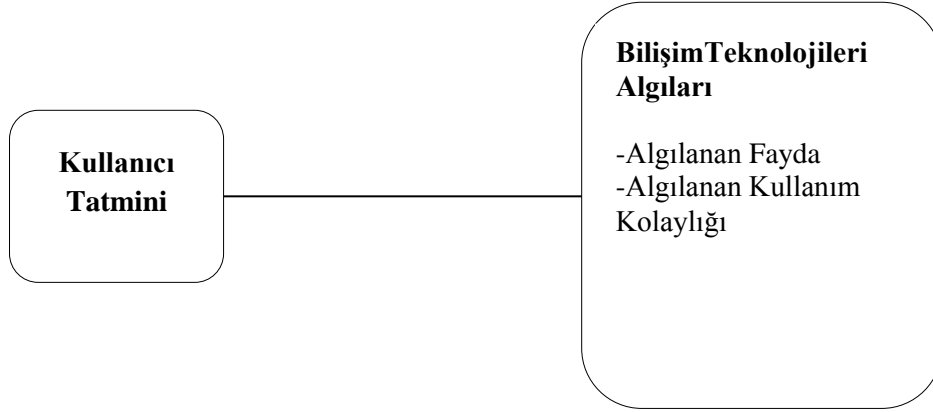 Kullanıcı
Tatmini
BilişimTeknolojileri
Algıları
-Algılanan Fayda
-Algılanan Kullanım
Kolaylığı